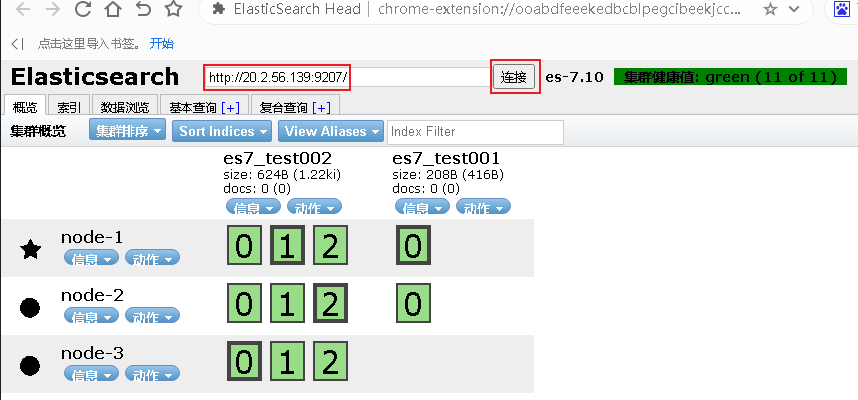 ElasticSearch Head | chrome-extension://ooabdfeeekedbcblpegcibeekjcc...
点击这里导入书签。 开始
Elasticsearch http://20.2.56.139:9207/ 连接 es-7.10 集群健康值: green (11 of 11)
概览 索引 数据浏览 基本查询 [+] 复合查询 [+]
集群概览 集群排序 Sort Indices View Aliases Index Filter
es7_test002 es7_test001
size: 624B (1.22ki) size: 208B (416B)
docs: 0 (0) docs: 0 (0)
信息 动作 信息 动作
node-1 0 1 2 0
信息 动作
node-2 0 1 2 0
信息 动作
node-3 0 1 2
信息 动作